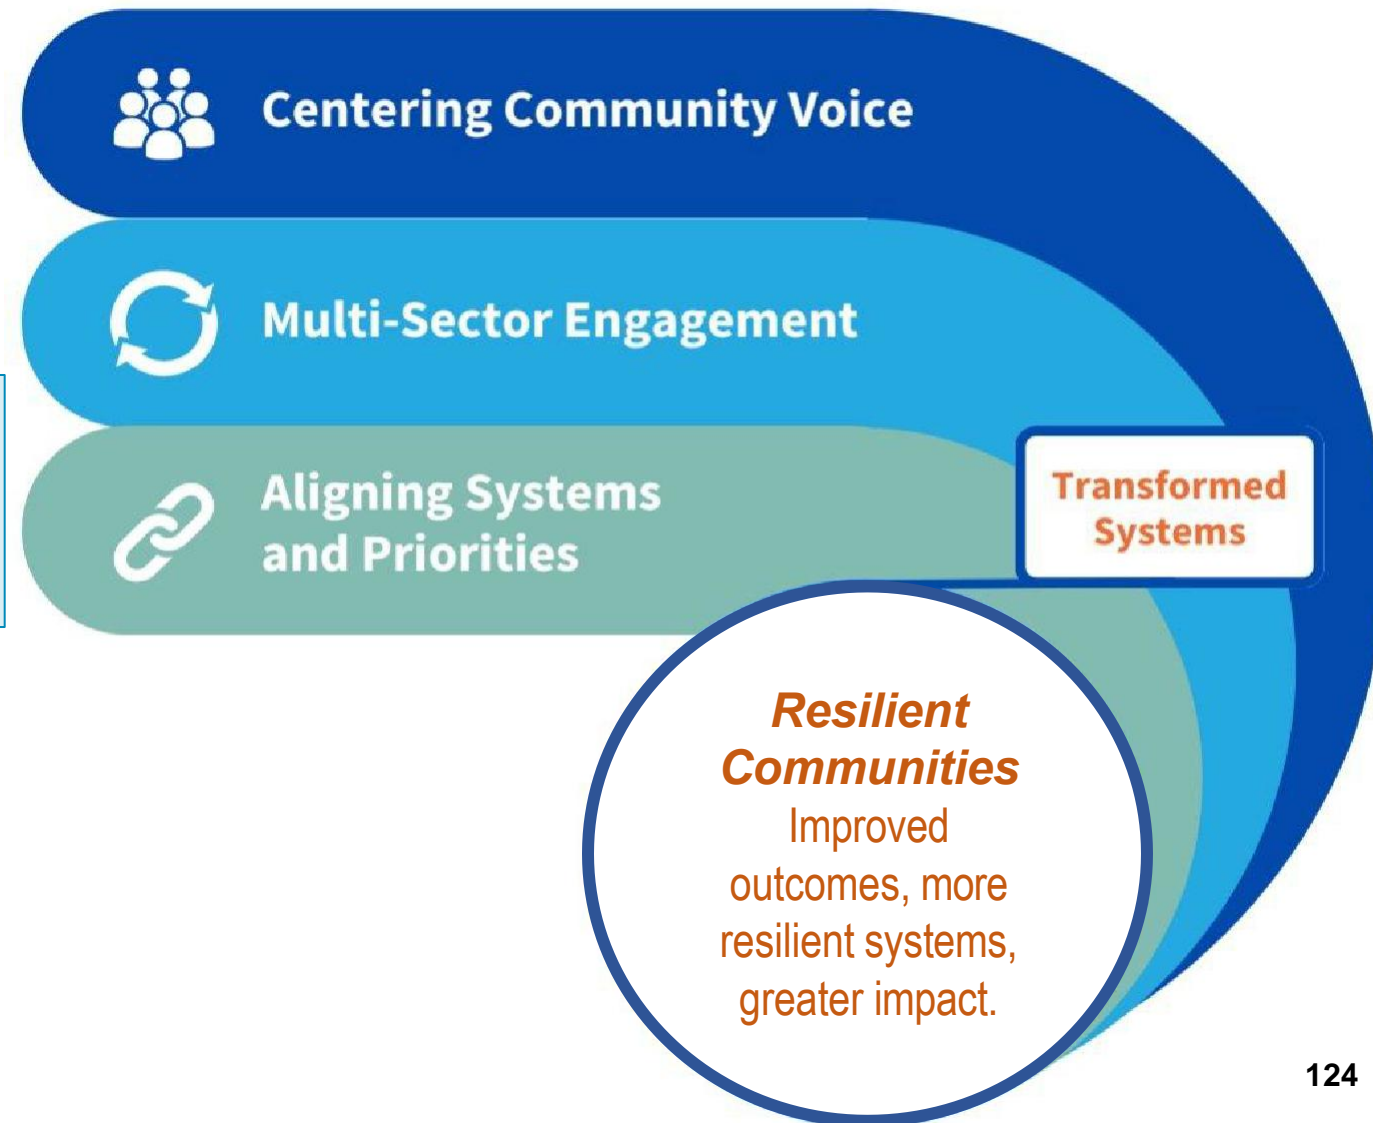 Centering Community Voice
Multi-Sector Engagement
Aligning Systems
and Priorities
Transformed
Systems
Resilient
Communities
Improved
outcomes, more
resilient systems,
greater impact.
124